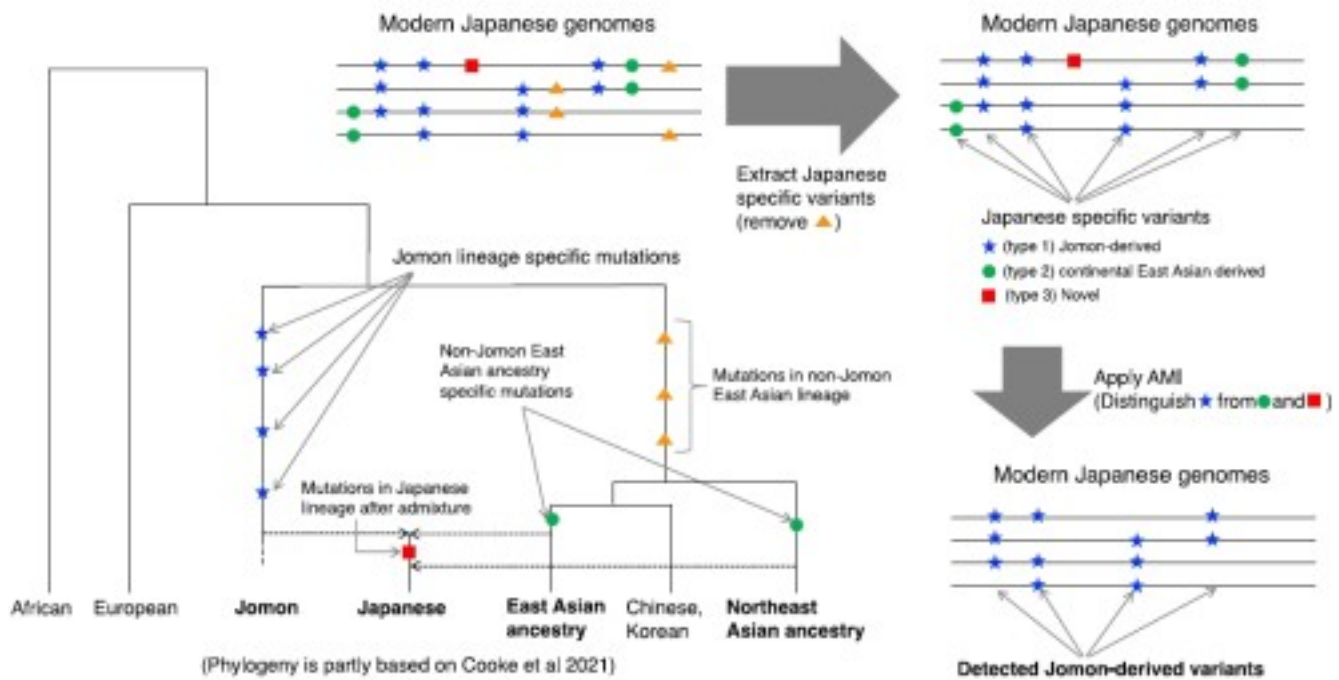 Modern Japanese genomes
Extract Japanese
specific variants
(remove ▲)
Modern Japanese genomes
Japanese specific variants
(type 1) Jomon-derived
(type 2) continental East Asian derived
(type 3) Novel
Jomon lineage specific mutations
Non-Jomon East
Asian ancestry
specific mutations
Mutations in non-Jomon
East Asian lineage
Apply AMI
(Distinguish ★ from ● and ■ )
Mutations in Japanese
lineage after admixture
Modern Japanese genomes
African
European
Jomon
Japanese
East Asian
ancestry
Chinese,
Korean
Northeast
Asian ancestry
(Phylogeny is partly based on Cooke et al 2021)
Detected Jomon-derived variants